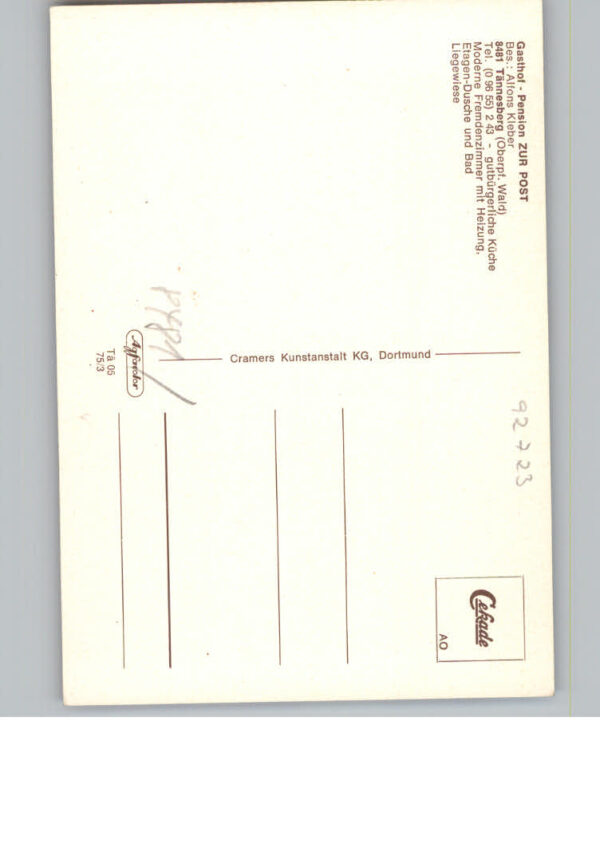 Gasthof - Pension ZUR POST
Bes.: Alfons Kleber
8481 Tännesberg (Oberpf. Wald)
Tel. (0 96 55) 2 43 - gutbürgerliche Küche
Moderne Fremdenzimmer mit Heizung,
Etagen-Dusche und Bad
Liegewiese
Cramers Kunstanstalt KG, Dortmund
Agfacolor
Tä 05
75/3
92723
Cekade
AO